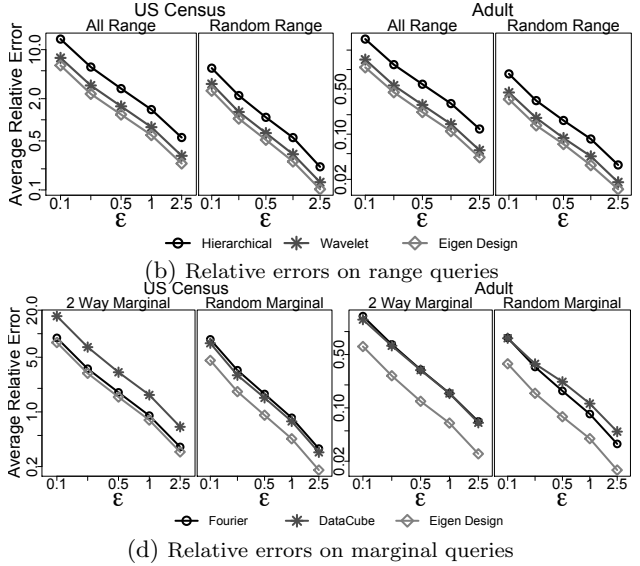 US Census
Adult
All Range
Random Range
All Range
Random Range
Average Relative Error
10.0
2.0
0.5
0.1
0.50
0.10
0.02
0.1 0.5 1 2.5
0.1 0.5 1 2.5
0.1 0.5 1 2.5
0.1 0.5 1 2.5
ε
ε
ε
ε
Hierarchical Wavelet Eigen Design
(b) Relative errors on range queries
US Census
Adult
2 Way Marginal
Random Marginal
2 Way Marginal
Random Marginal
Average Relative Error
20.0
5.0
1.0
0.2
0.50
0.10
0.02
0.1 0.5 1 2.5
0.1 0.5 1 2.5
0.1 0.5 1 2.5
0.1 0.5 1 2.5
ε
ε
ε
ε
Fourier DataCube Eigen Design
(d) Relative errors on marginal queries